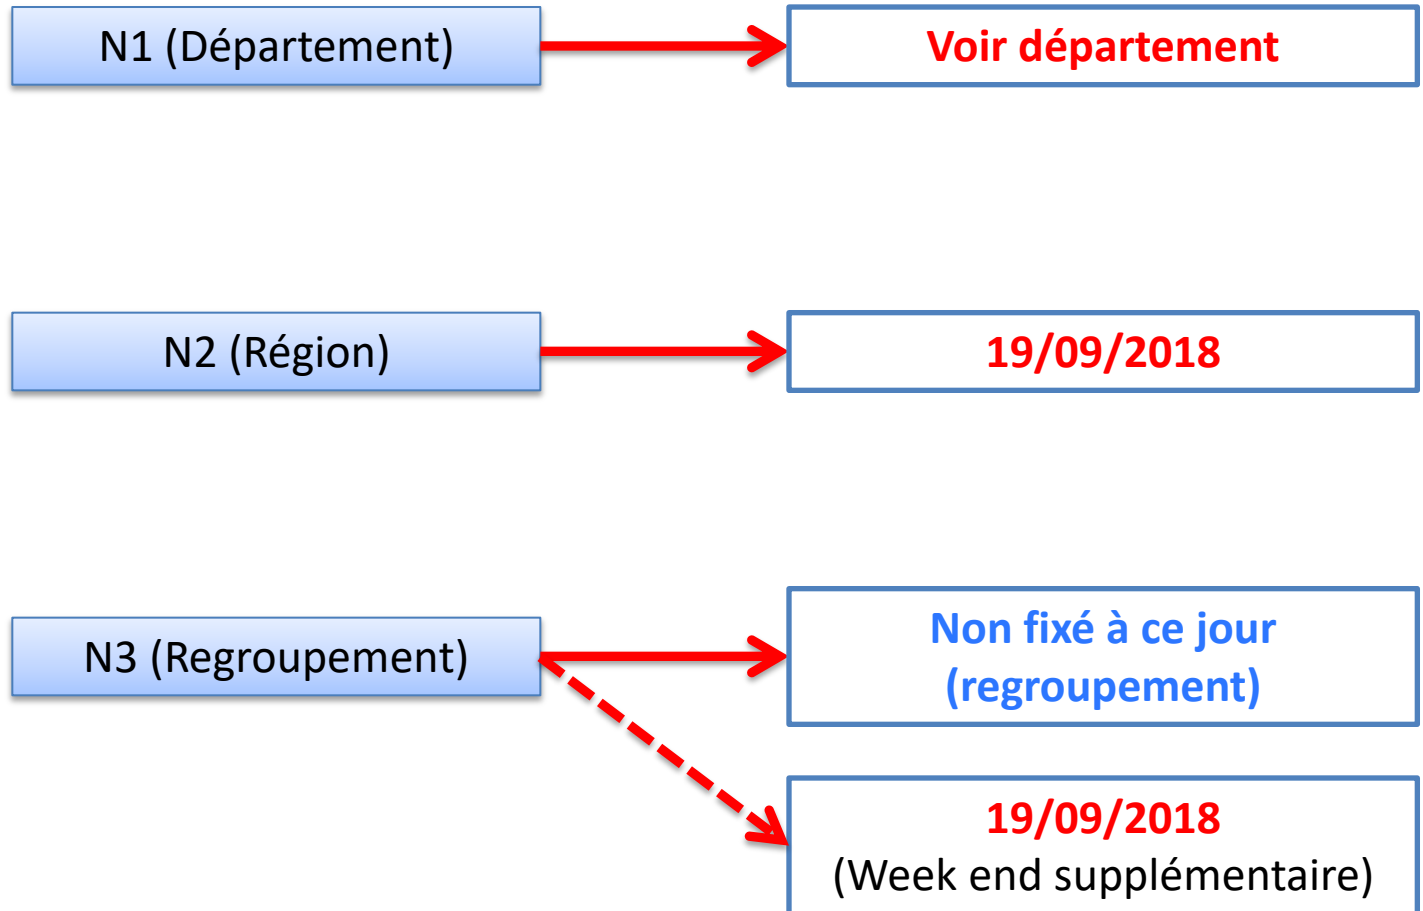 N1 (Département)
Voir département
N2 (Région)
19/09/2018
N3 (Regroupement)
Non fixé à ce jour
(regroupement)
19/09/2018
(Week end supplémentaire)